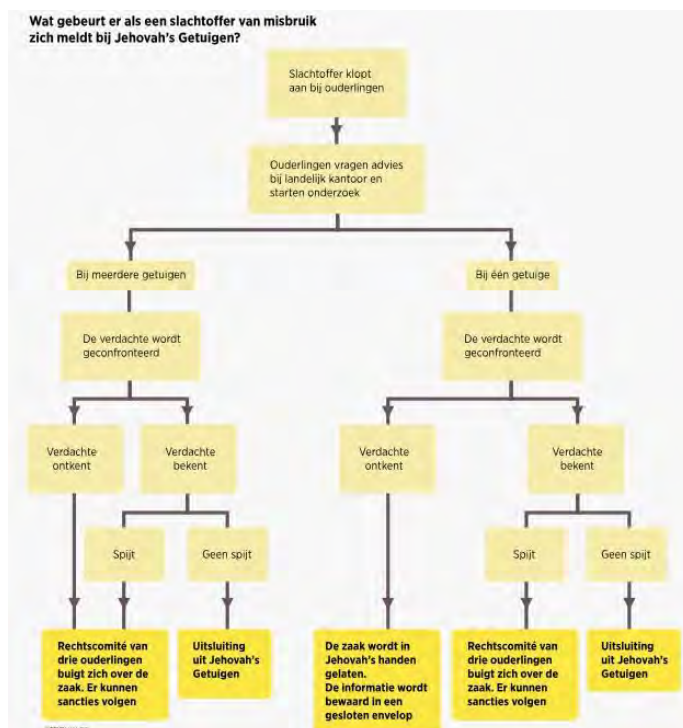 Wat gebeurt er als een slachtoffer van misbruik
zich meldt bij Jehovah's Getuigen?
Slachtoffer klopt
aan bij ouderlingen
Ouderlingen vragen advies
bij landelijk kantoor en
starten onderzoek
Bij meerdere getuigen
Bij één getuige
De verdachte wordt
geconfronteerd
De verdachte wordt
geconfronteerd
Verdachte
ontkent
Verdachte
bekent
Verdachte
ontkent
Verdachte
bekent
Spijt
Geen spijt
Spijt
Geen spijt
Rechtscomité van
drie ouderlingen
buigt zich over de
zaak. Er kunnen
sancties volgen
Uitsluiting
uit Jehovah's
Getuigen
De zaak wordt in
Jehovah's handen
gelaten.
De informatie wordt
bewaard in een
gesloten envelop
Rechtscomité van
drie ouderlingen
buigt zich over de
zaak. Er kunnen
sancties volgen
Uitsluiting
uit Jehovah's
Getuigen